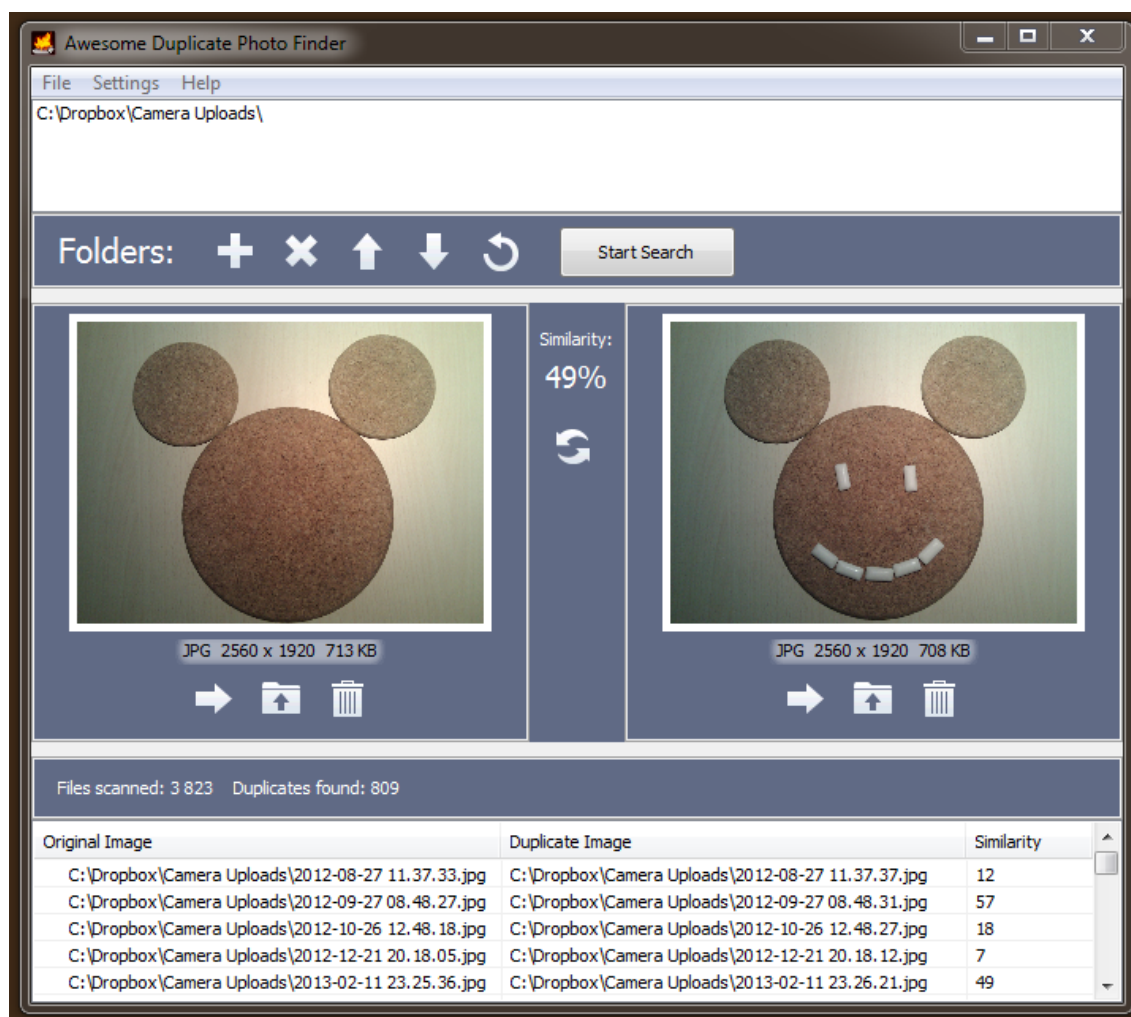 Awesome Duplicate Photo Finder
File Settings Help
C:\Dropbox\Camera Uploads\
Folders: Start Search
Similarity:
49%
JPG 2560 x 1920 713 KB
JPG 2560 x 1920 708 KB
Files scanned: 3 823 Duplicates found: 809
Original Image Duplicate Image Similarity
C:\Dropbox\Camera Uploads\2012-08-27 11.37.33.jpg C:\Dropbox\Camera Uploads\2012-08-27 11.37.37.jpg 12
C:\Dropbox\Camera Uploads\2012-09-27 08.48.27.jpg C:\Dropbox\Camera Uploads\2012-09-27 08.48.31.jpg 57
C:\Dropbox\Camera Uploads\2012-10-26 12.48.18.jpg C:\Dropbox\Camera Uploads\2012-10-26 12.48.27.jpg 18
C:\Dropbox\Camera Uploads\2012-12-21 20.18.05.jpg C:\Dropbox\Camera Uploads\2012-12-21 20.18.12.jpg 7
C:\Dropbox\Camera Uploads\2013-02-11 23.25.36.jpg C:\Dropbox\Camera Uploads\2013-02-11 23.26.21.jpg 49